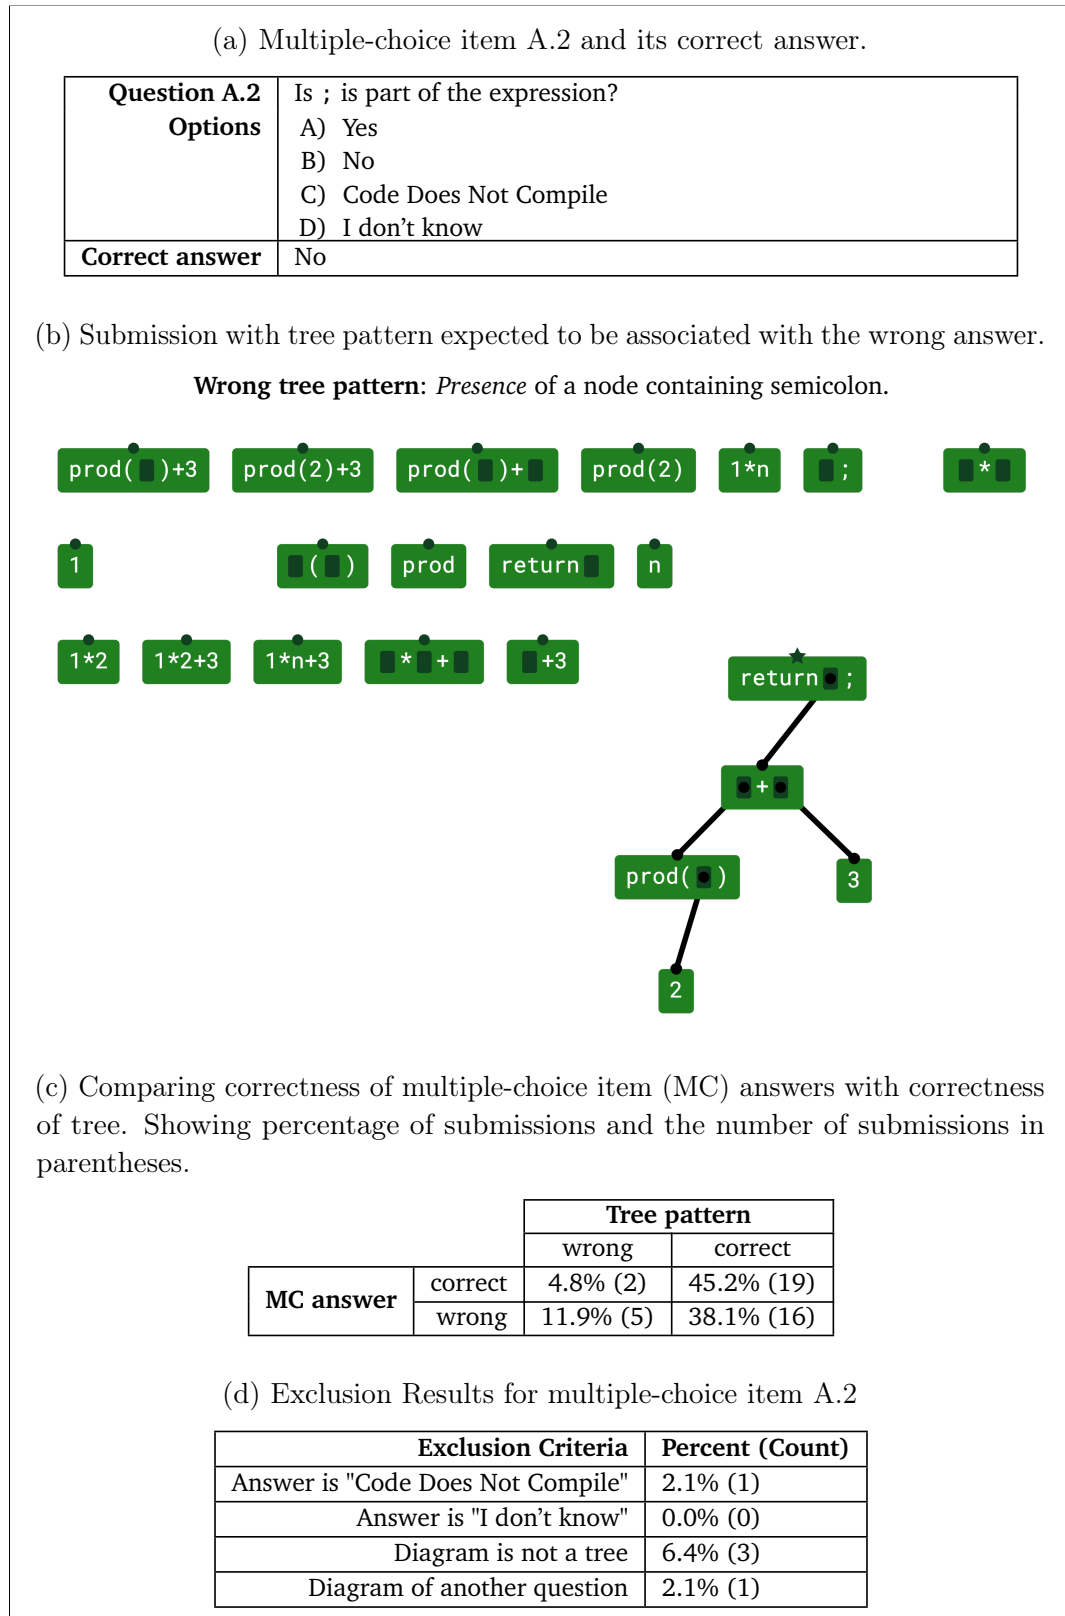 (a) Multiple-choice item A.2 and its correct answer.
Question A.2 Is ; is part of the expression?
Options A) Yes
B) No
C) Code Does Not Compile
D) I don't know
Correct answer No
(b) Submission with tree pattern expected to be associated with the wrong answer.
Wrong tree pattern: Presence of a node containing semicolon.
prod( )+3 prod(2)+3 prod( )+ prod(2) 1*n ; *
1 ( ) prod return n
1*2 1*2+3 1*n+3 * + +3
return ;
+
prod( ) 3
2
(c) Comparing correctness of multiple-choice item (MC) answers with correctness
of tree. Showing percentage of submissions and the number of submissions in
parentheses.
Tree pattern
wrong correct
MC answer correct 4.8% (2) 45.2% (19)
wrong 11.9% (5) 38.1% (16)
(d) Exclusion Results for multiple-choice item A.2
Exclusion Criteria Percent (Count)
Answer is "Code Does Not Compile" 2.1% (1)
Answer is "I don't know" 0.0% (0)
Diagram is not a tree 6.4% (3)
Diagram of another question 2.1% (1)